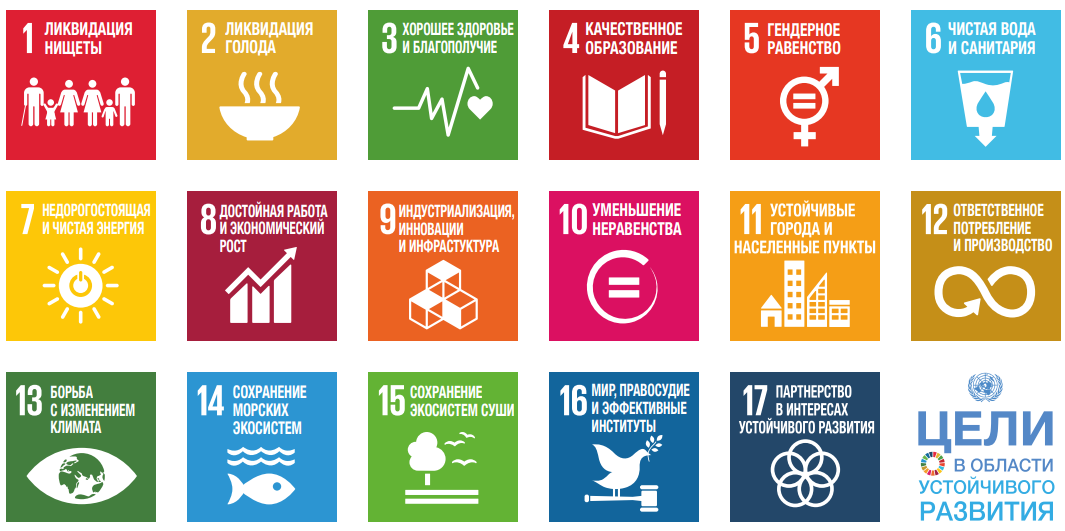 1 ЛИКВИДАЦИЯ
НИЩЕТЫ
2 ЛИКВИДАЦИЯ
ГОЛОДА
3 ХОРОШЕЕ ЗДОРОВЬЕ
И БЛАГОПОЛУЧИЕ
4 КАЧЕСТВЕННОЕ
ОБРАЗОВАНИЕ
5 ГЕНДЕРНОЕ
РАВЕНСТВО
6 ЧИСТАЯ ВОДА
И САНИТАРИЯ
7 НЕДОРОГОСТОЯЩАЯ
И ЧИСТАЯ ЭНЕРГИЯ
8 ДОСТОЙНАЯ РАБОТА
И ЭКОНОМИЧЕСКИЙ
РОСТ
9 ИНДУСТРИАЛИЗАЦИЯ,
ИННОВАЦИИ
И ИНФРАСТУКТУРА
10 УМЕНЬШЕНИЕ
НЕРАВЕНСТВА
11 УСТОЙЧИВЫЕ
ГОРОДА И
НАСЕЛЕННЫЕ ПУНКТЫ
12 ОТВЕТСТВЕННОЕ
ПОТРЕБЛЕНИЕ
И ПРОИЗВОДСТВО
13 БОРЬБА
С ИЗМЕНЕНИЕМ
КЛИМАТА
14 СОХРАНЕНИЕ
МОРСКИХ
ЭКОСИСТЕМ
15 СОХРАНЕНИЕ
ЭКОСИСТЕМ СУШИ
16 МИР, ПРАВОСУДИЕ
И ЭФФЕКТИВНЫЕ
ИНСТИТУТЫ
17 ПАРТНЕРСТВО
В ИНТЕРЕСАХ
УСТОЙЧИВОГО РАЗВИТИЯ
ЦЕЛИ
В ОБЛАСТИ
УСТОЙЧИВОГО
РАЗВИТИЯ